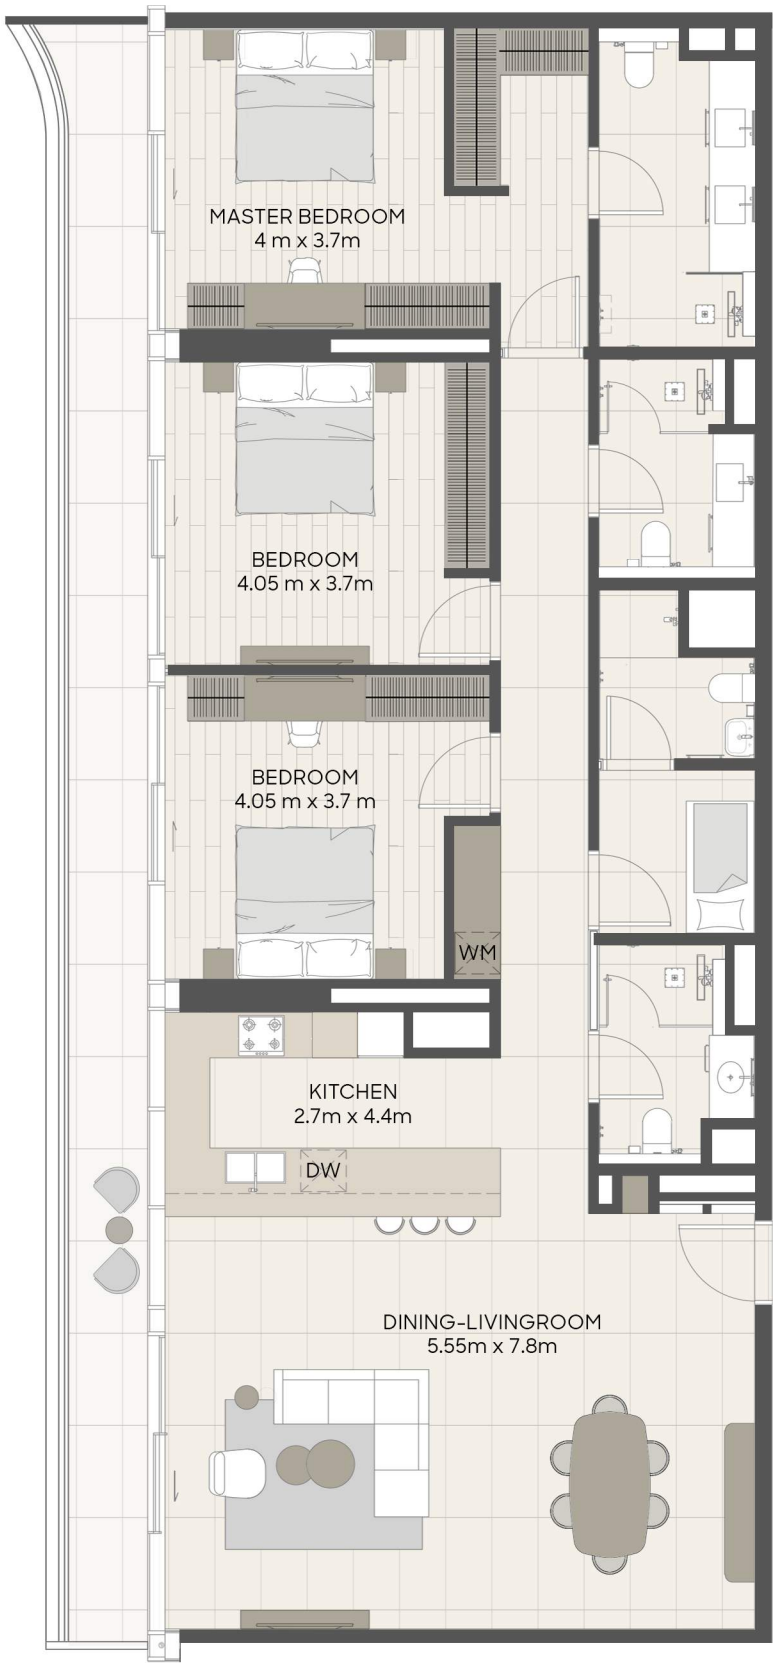 MASTER BEDROOM
4 m x 3.7m
BEDROOM
4.05 m x 3.7m
BEDROOM
4.05 m x 3.7 m
WM
KITCHEN
2.7m x 4.4m
DW
DINING-LIVINGROOM
5.55m x 7.8m